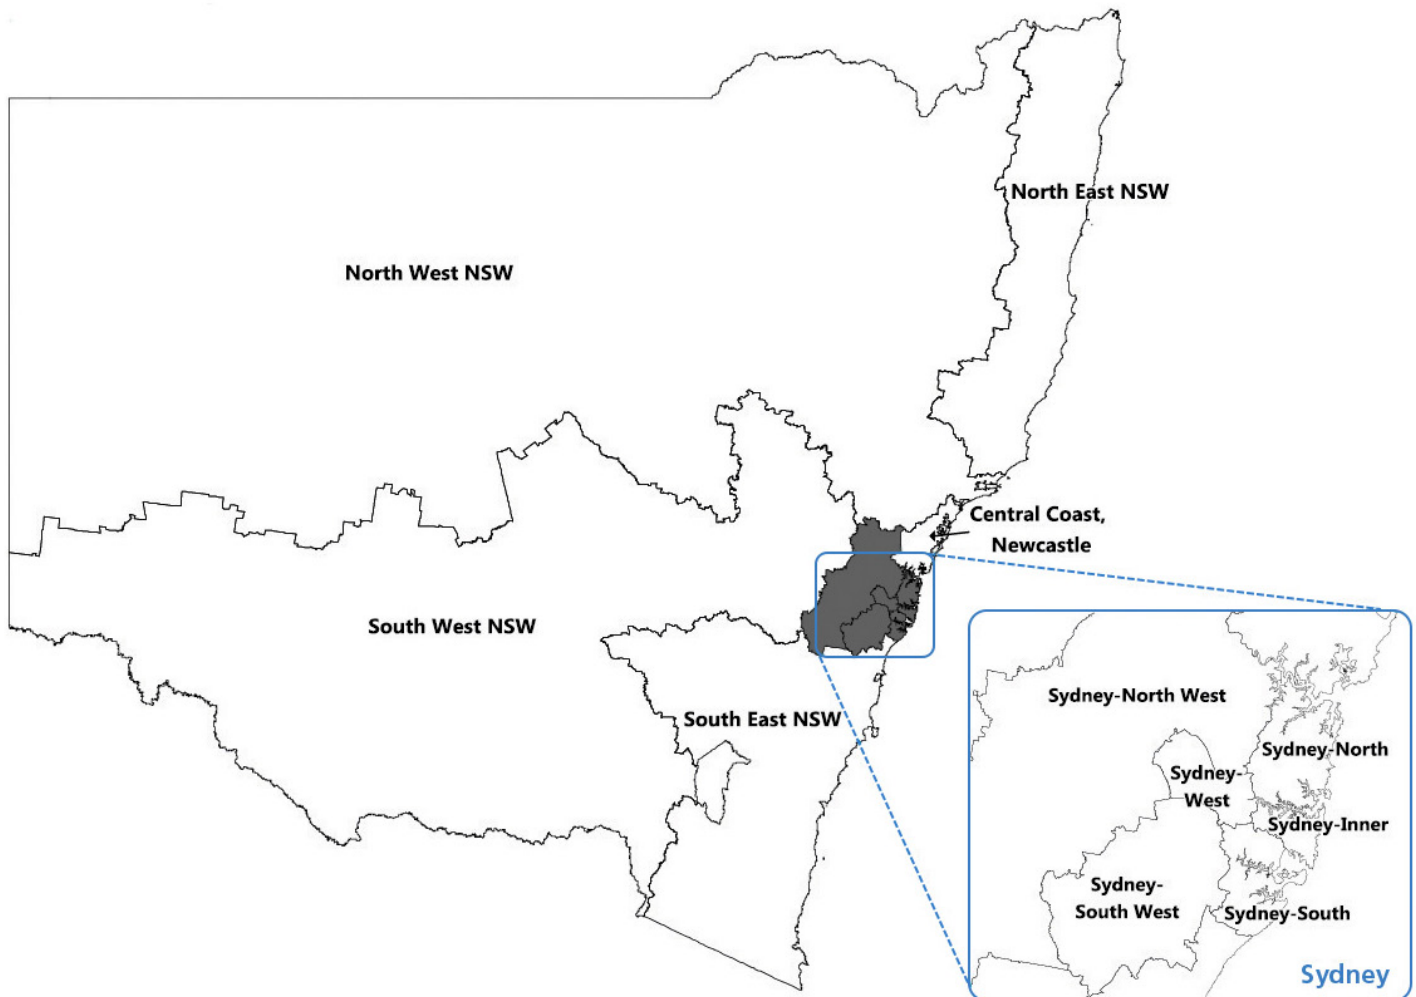 North East NSW
North West NSW
Central Coast,
Newcastle
South West NSW
South East NSW
Sydney-North West
Sydney-North
Sydney-
West
Sydney-Inner
Sydney-
South West
Sydney-South
Sydney